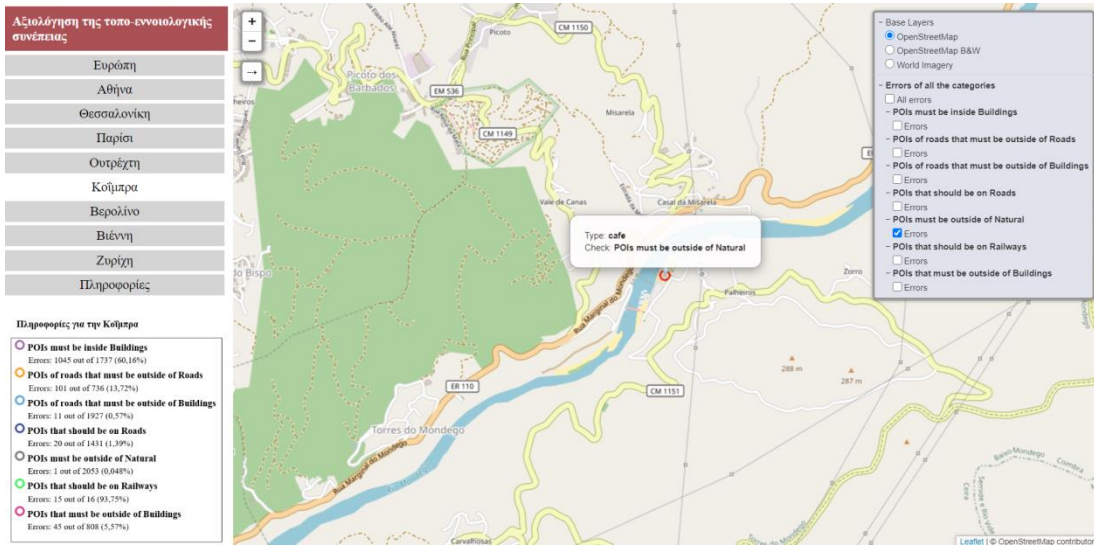 Αξιολόγηση της τοπο-εννοιολογικής
συνέπειας
Ευρώπη
Αθήνα
Θεσσαλονίκη
Παρίσι
Ουτρέχτη
Κοΐμπρα
Βερολίνο
Βιέννη
Ζυρίχη
Πληροφορίες
Πληροφορίες για την Κοΐμπρα
POIs must be inside Buildings
Errors: 1045 out of 1737 (60,16%)
POIs of roads that must be outside of Roads
Errors: 101 out of 736 (13,72%)
POIs of roads that must be outside of Buildings
Errors: 11 out of 1927 (0,57%)
POIs that should be on Roads
Errors: 20 out of 1431 (1,39%)
POIs must be outside of Natural
Errors: 1 out of 2053 (0,048%)
POIs that should be on Railways
Errors: 15 out of 16 (93,75%)
POIs that must be outside of Buildings
Errors: 45 out of 808 (5,57%)
+
−
→
Picoto
CM 1150
Picoto dos
Barbados
EM 536
CM 1149
Misarela
Vale de Canas
Casal da Misarela
Type: cafe
Check: POIs must be outside of Natural
do Bispo
Rua Marginal do Mondego
Palheiros
Zorro
288 m
287 m
ER 110
CM 1151
Torres do Mondego
Rua Marginal do Mondego
Carvalhosas
Torres do Mondego
Ceira
Baixo Mondego
Coimbra
− Base Layers
OpenStreetMap
OpenStreetMap B&W
World Imagery
− Errors of all the categories
All errors
− POIs must be inside Buildings
Errors
− POIs of roads that must be outside of Roads
Errors
− POIs of roads that must be outside of Buildings
Errors
− POIs that should be on Roads
Errors
− POIs must be outside of Natural
Errors
− POIs that should be on Railways
Errors
− POIs that must be outside of Buildings
Errors
Leaflet | © OpenStreetMap contributor